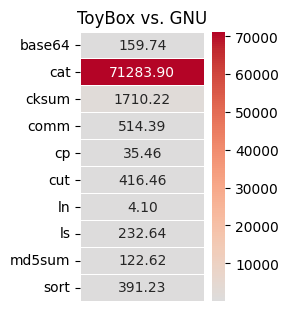 ToyBox vs. GNU
base64 159.74
cat 71283.90
cksum 1710.22
comm 514.39
cp 35.46
cut 416.46
ln 4.10
ls 232.64
md5sum 122.62
sort 391.23
70000
60000
50000
40000
30000
20000
10000